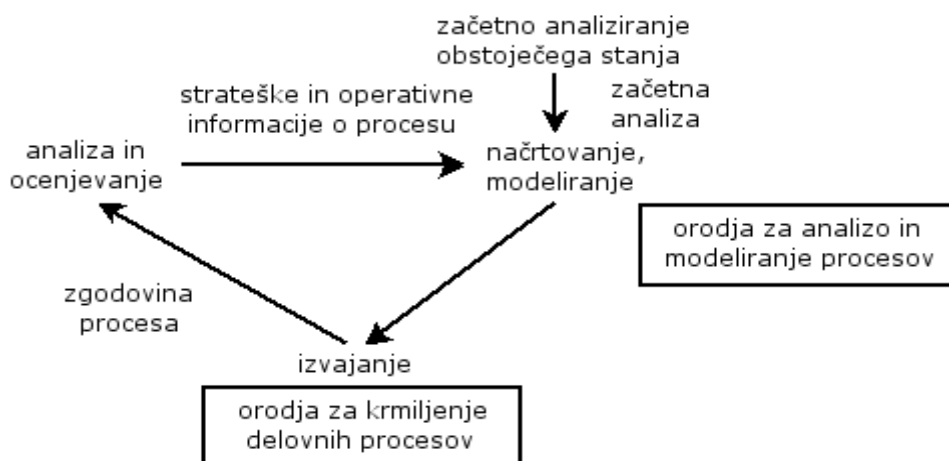 začetno analiziranje
obstoječega stanja
začetna
analiza
strateške in operativne
informacije o procesu
analiza in
ocenjevanje
načrtovanje,
modeliranje
orodja za analizo in
modeliranje procesov
zgodovina
procesa
izvajanje
orodja za krmiljenje
delovnih procesov